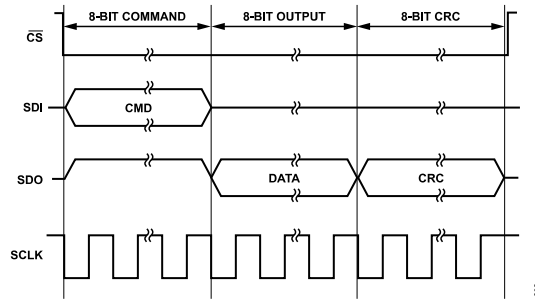 8-BIT COMMAND 8-BIT OUTPUT 8-BIT CRC
CS
SDI CMD
SDO DATA CRC
SCLK